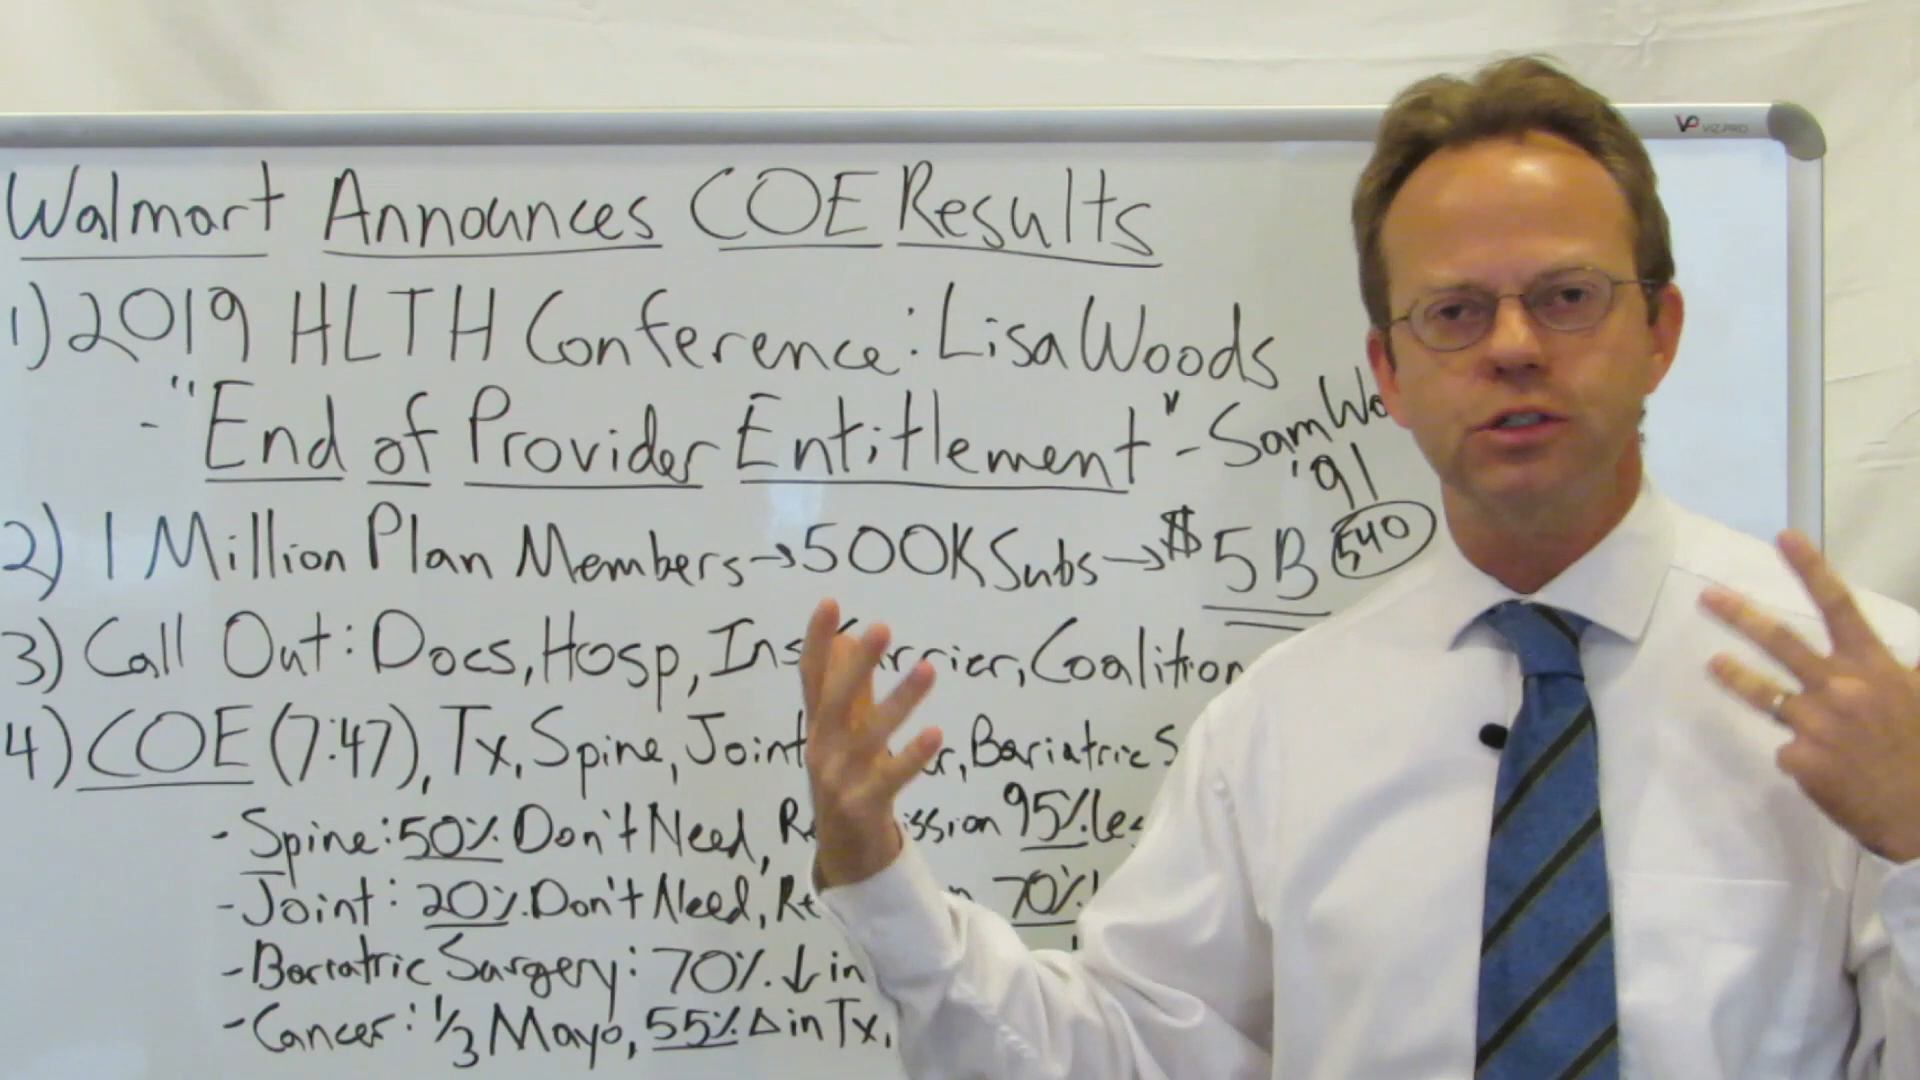 VP VIZ-PRO
Walmart Announces COE Results
1) 2019 HLTH Conference: Lisa Woods
- "End of Provider Entitlement" - Sam
'91
2) 1 Million Plan Members → 500K Subs → $5B 540
3) Call Out: Docs, Hosp, Ins Carrier, Coalition
4) COE (7:47), Tx, Spine, Joint Bariatric S
- Spine: 50% Don't Need, 95%
- Joint: 20% Don't Need, 70%
- Bariatric Surgery: 70% ↓ in
- Cancer: 1/3 Mayo, 55% Δ in Tx,